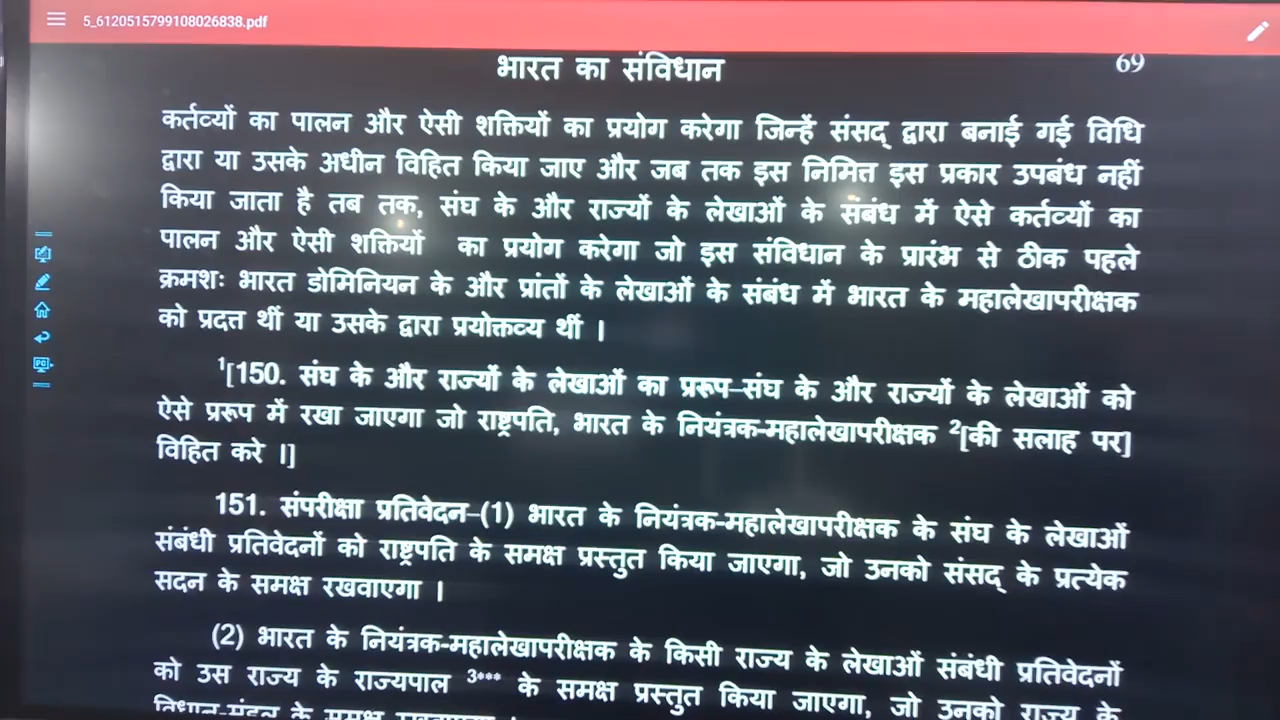 5_6120515799108026838.pdf
भारत का संविधान
69
कर्तव्यों का पालन और ऐसी शक्तियों का प्रयोग करेगा जिन्हें संसद् द्वारा बनाई गई विधि
द्वारा या उसके अधीन विहित किया जाए और जब तक इस निमित्त इस प्रकार उपबंध नहीं
किया जाता है तब तक, संघ के और राज्यों के लेखाओं के संबंध में ऐसे कर्तव्यों का
पालन और ऐसी शक्तियों का प्रयोग करेगा जो इस संविधान के प्रारंभ से ठीक पहले
क्रमशः भारत डोमिनियन के और प्रांतों के लेखाओं के संबंध में भारत के महालेखापरीक्षक
को प्रदत्त थीं या उसके द्वारा प्रयोक्तव्य थीं ।
¹[150. संघ के और राज्यों के लेखाओं का प्ररूप–संघ के और राज्यों के लेखाओं को
ऐसे प्ररूप में रखा जाएगा जो राष्ट्रपति, भारत के नियंत्रक-महालेखापरीक्षक ²[की सलाह पर]
विहित करे ।]
151. संपरीक्षा प्रतिवेदन–(1) भारत के नियंत्रक-महालेखापरीक्षक के संघ के लेखाओं
संबंधी प्रतिवेदनों को राष्ट्रपति के समक्ष प्रस्तुत किया जाएगा, जो उनको संसद् के प्रत्येक
सदन के समक्ष रखवाएगा ।
(2) भारत के नियंत्रक-महालेखापरीक्षक के किसी राज्य के लेखाओं संबंधी प्रतिवेदनों
को उस राज्य के राज्यपाल ³*** के समक्ष प्रस्तुत किया जाएगा, जो उनको राज्य के
विधान-मंडल के समक्ष रखवाएगा ।
PC